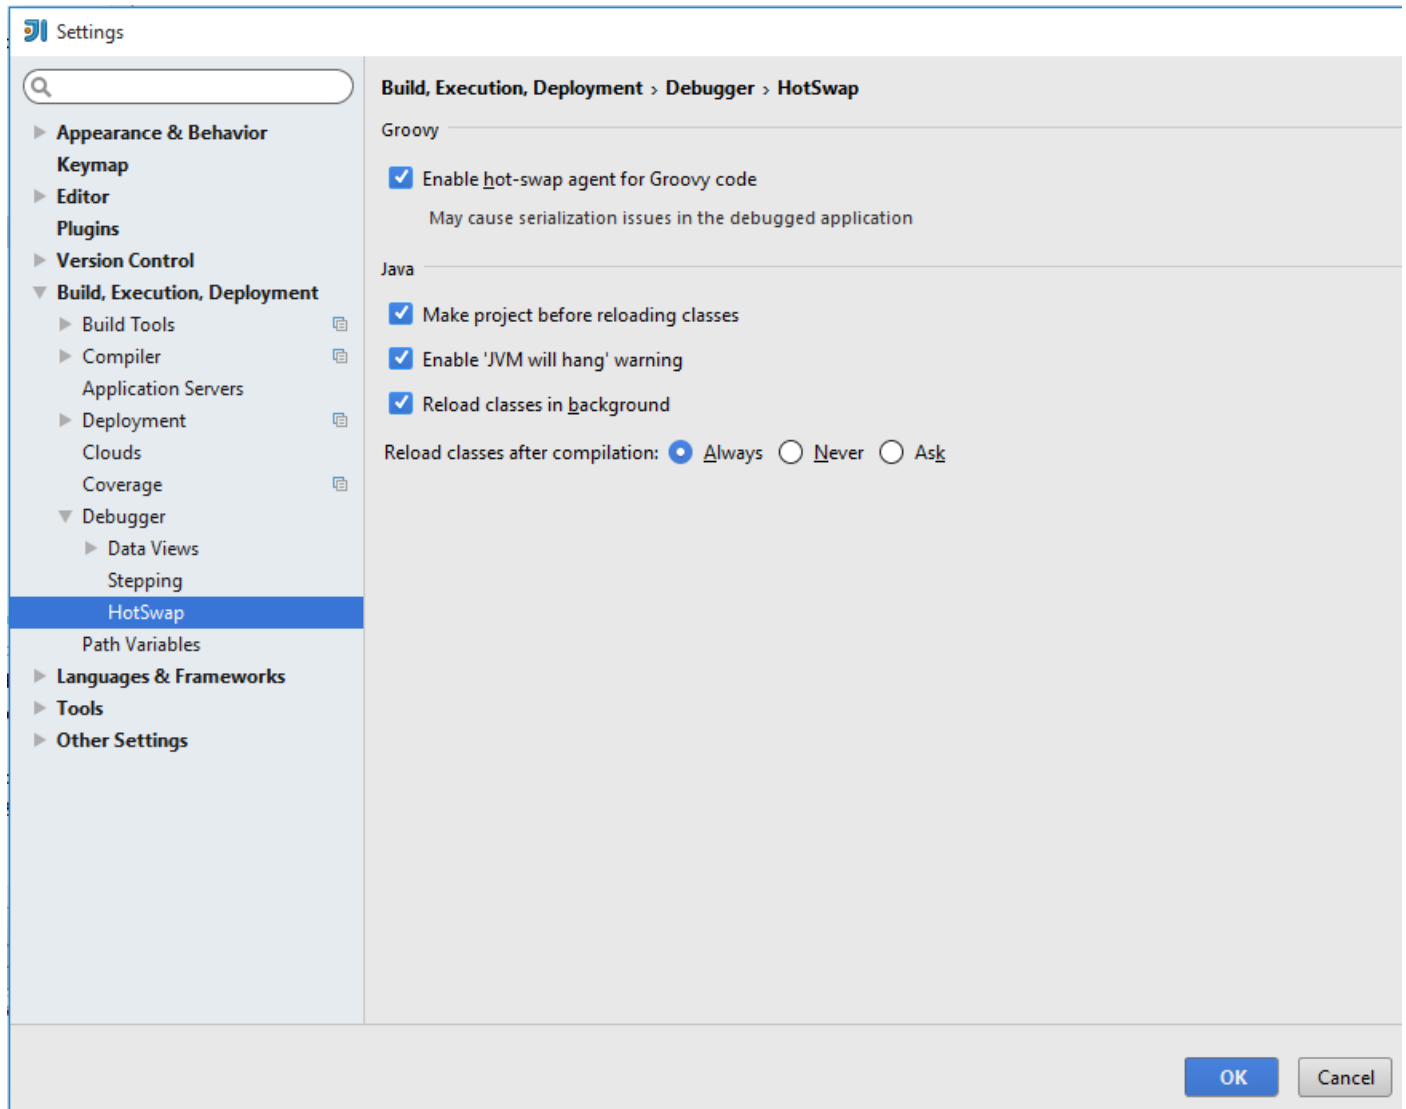 Settings
Appearance & Behavior
Keymap
Editor
Plugins
Version Control
Build, Execution, Deployment
Build Tools
Compiler
Application Servers
Deployment
Clouds
Coverage
Debugger
Data Views
Stepping
HotSwap
Path Variables
Languages & Frameworks
Tools
Other Settings
Build, Execution, Deployment › Debugger › HotSwap
Groovy
Enable hot-swap agent for Groovy code
May cause serialization issues in the debugged application
Java
Make project before reloading classes
Enable 'JVM will hang' warning
Reload classes in background
Reload classes after compilation: Always Never Ask
OK Cancel